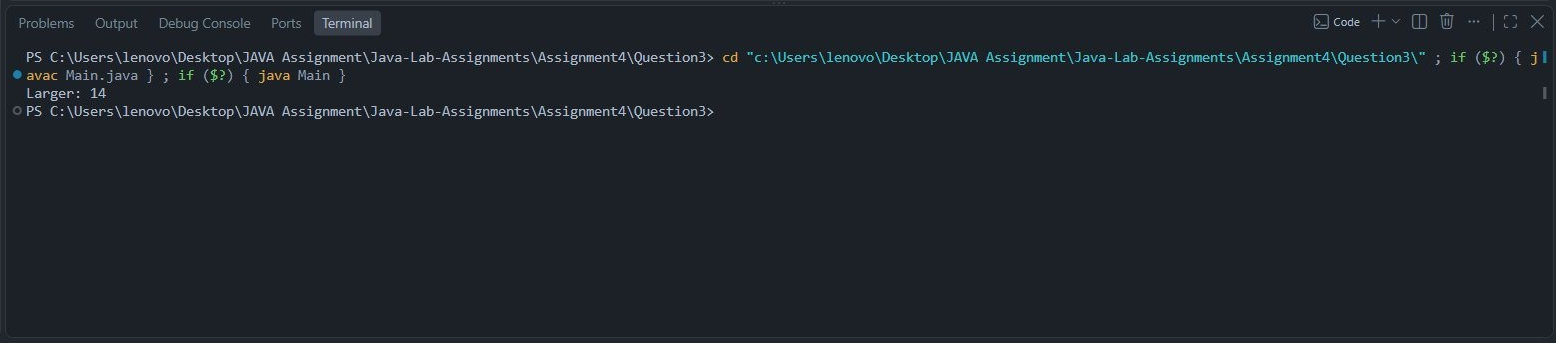 Problems Output Debug Console Ports Terminal Code
PS C:\Users\lenovo\Desktop\JAVA Assignment\Java-Lab-Assignments\Assignment4\Question3> cd "c:\Users\lenovo\Desktop\JAVA Assignment\Java-Lab-Assignments\Assignment4\Question3\" ; if ($?) { j
avac Main.java } ; if ($?) { java Main }
Larger: 14
PS C:\Users\lenovo\Desktop\JAVA Assignment\Java-Lab-Assignments\Assignment4\Question3>